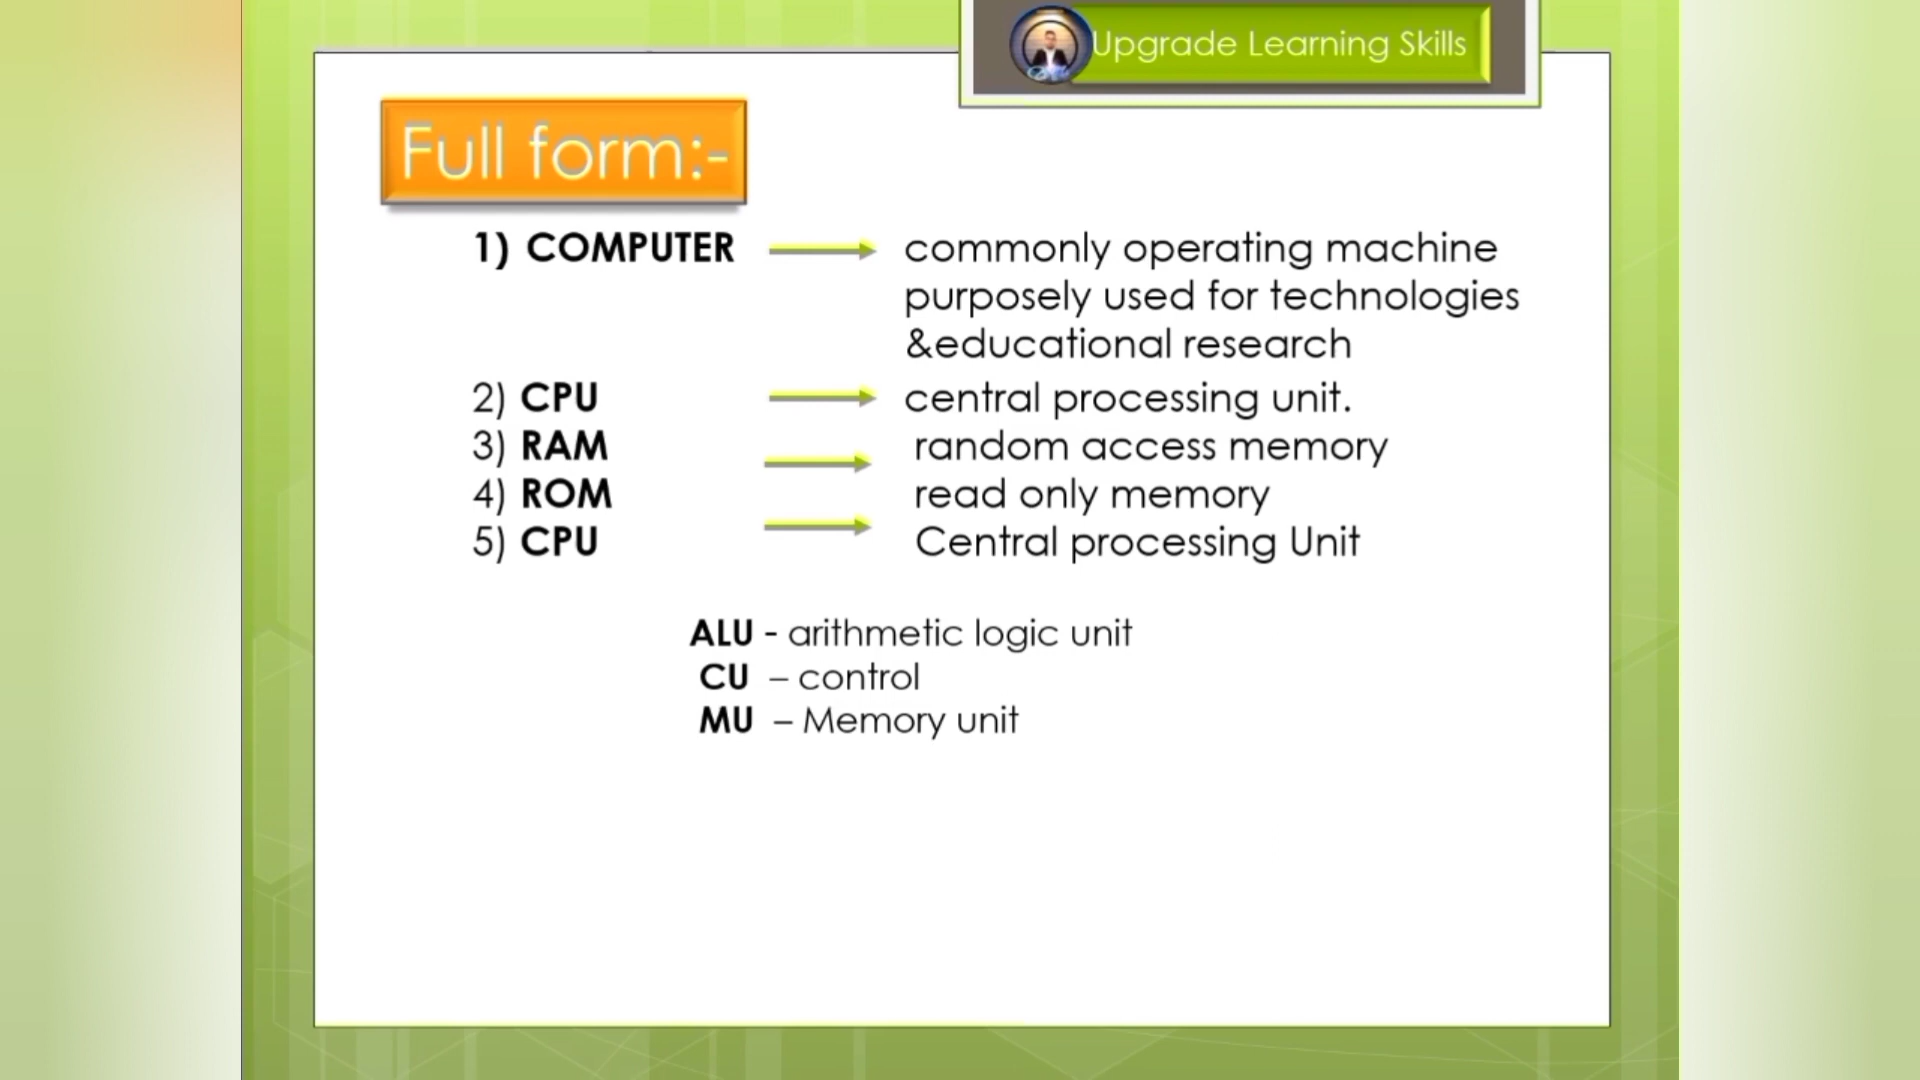 Upgrade Learning Skills
Full form:-
1) COMPUTER commonly operating machine
purposely used for technologies
&educational research
2) CPU central processing unit.
3) RAM random access memory
4) ROM read only memory
5) CPU Central processing Unit
ALU - arithmetic logic unit
CU – control
MU – Memory unit